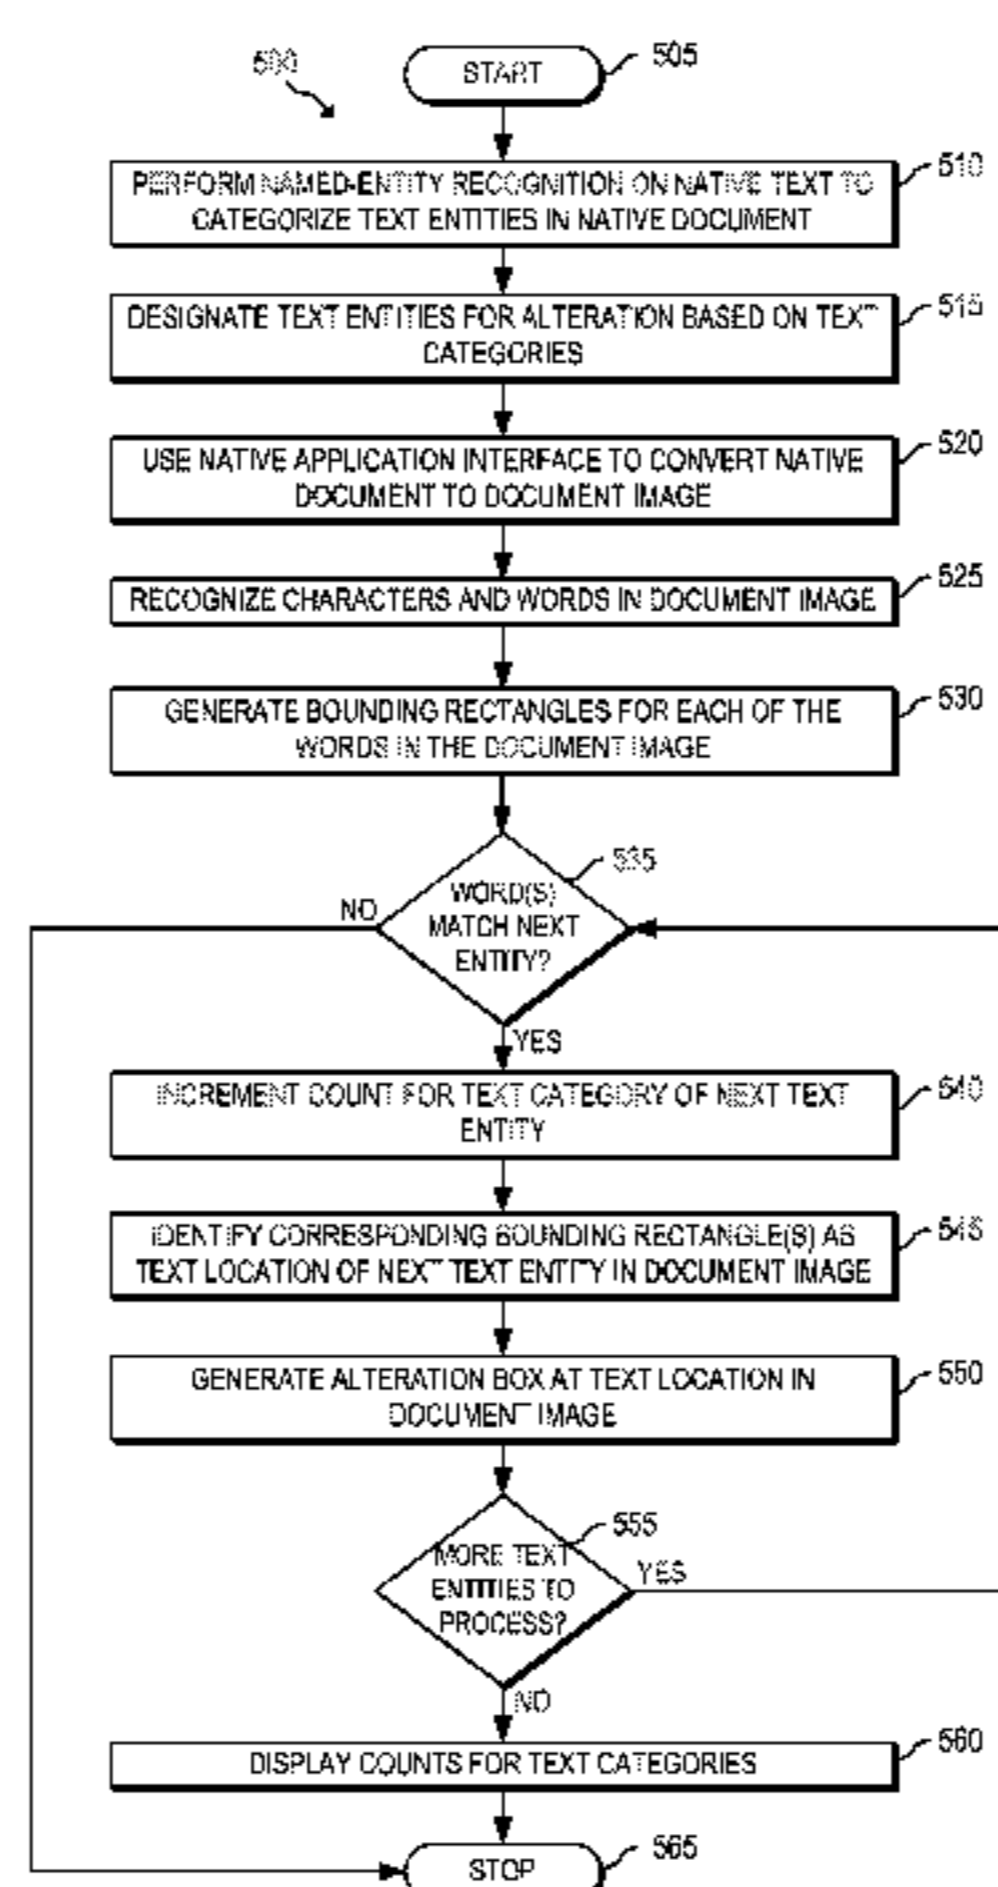 500
START
505
PERFORM NAMED-ENTITY RECOGNITION ON NATIVE TEXT TO
CATEGORIZE TEXT ENTITIES IN NATIVE DOCUMENT
510
DESIGNATE TEXT ENTITIES FOR ALTERATION BASED ON TEXT
CATEGORIES
515
USE NATIVE APPLICATION INTERFACE TO CONVERT NATIVE
DOCUMENT TO DOCUMENT IMAGE
520
RECOGNIZE CHARACTERS AND WORDS IN DOCUMENT IMAGE
525
GENERATE BOUNDING RECTANGLES FOR EACH OF THE
WORDS IN THE DOCUMENT IMAGE
530
WORD(S)
MATCH NEXT
ENTITY?
535
NO
YES
INCREMENT COUNT FOR TEXT CATEGORY OF NEXT TEXT
ENTITY
540
IDENTIFY CORRESPONDING BOUNDING RECTANGLE(S) AS
TEXT LOCATION OF NEXT TEXT ENTITY IN DOCUMENT IMAGE
545
GENERATE ALTERATION BOX AT TEXT LOCATION IN
DOCUMENT IMAGE
550
MORE TEXT
ENTITIES TO
PROCESS?
555
YES
NO
DISPLAY COUNTS FOR TEXT CATEGORIES
560
STOP
565